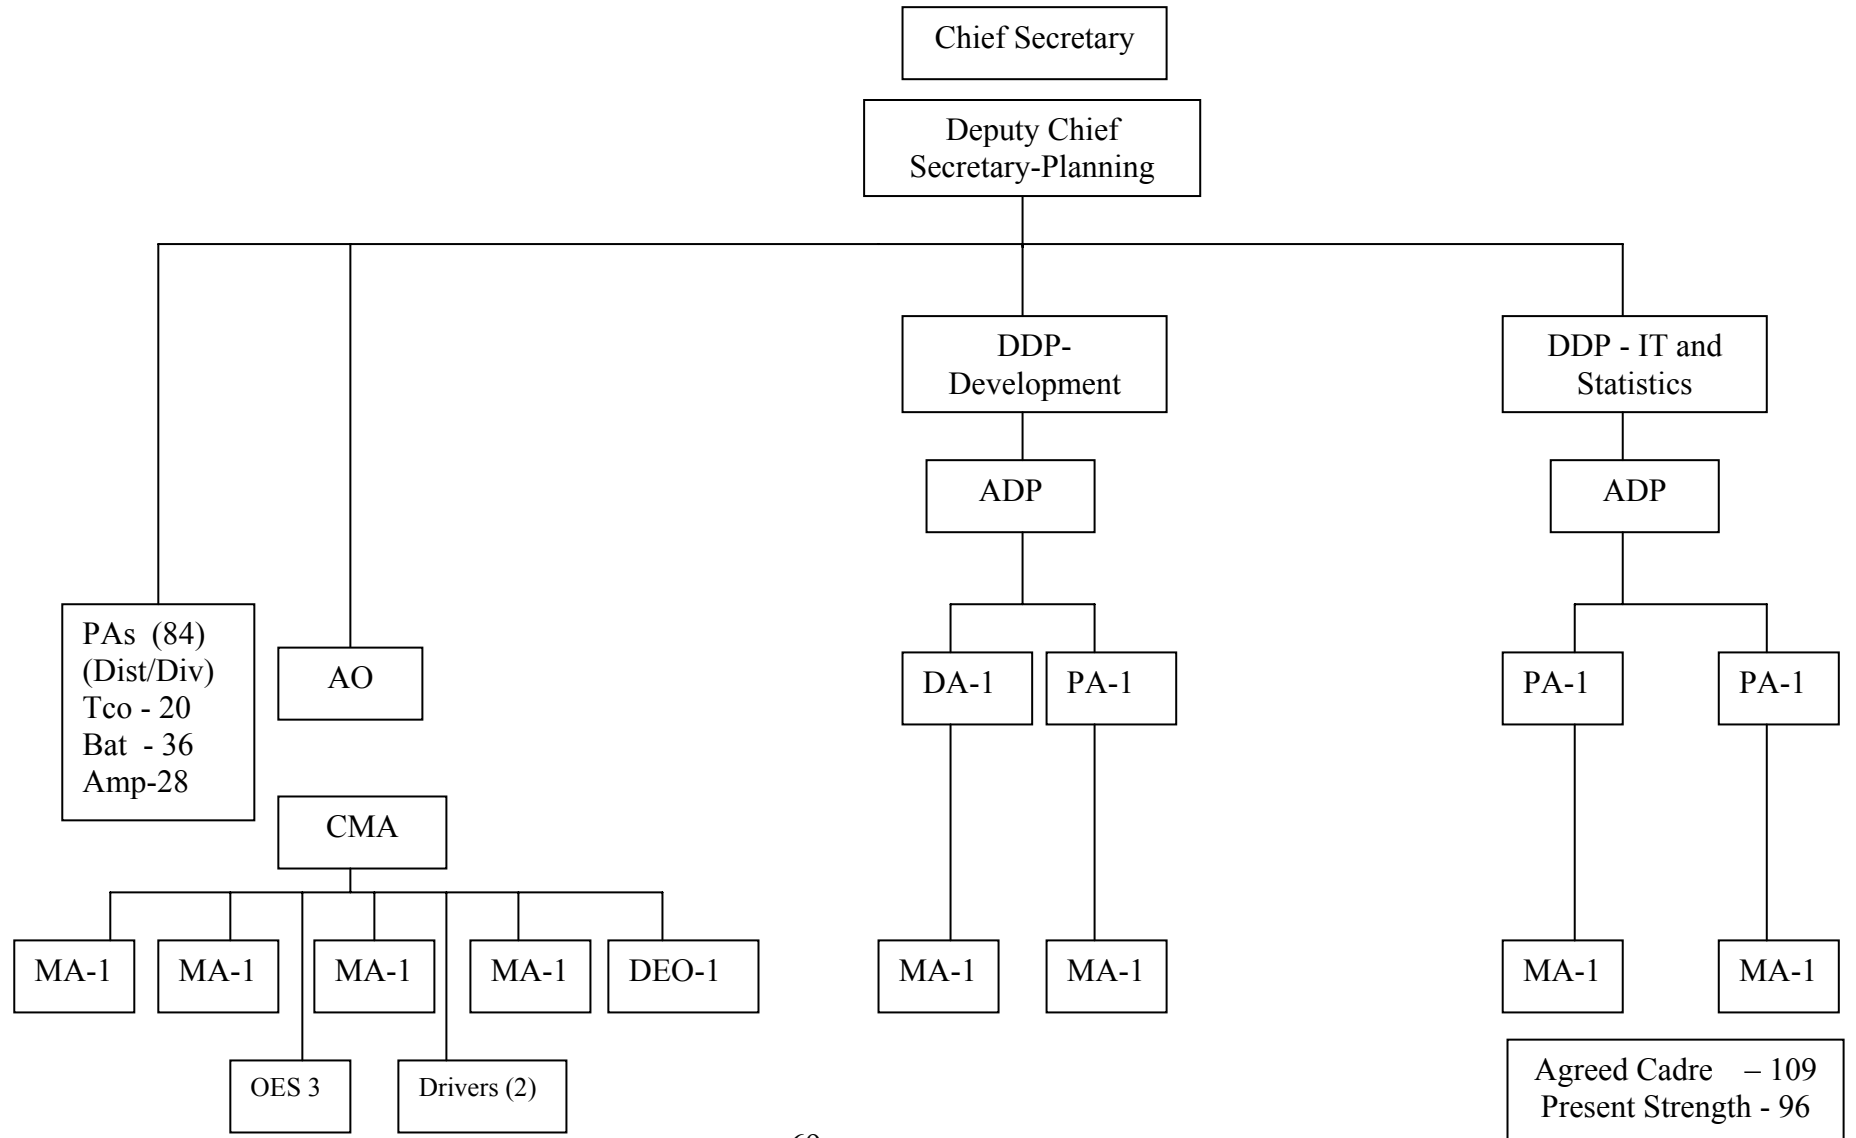 Chief Secretary
Deputy Chief
Secretary-Planning
DDP-
Development
DDP - IT and
Statistics
ADP
ADP
PAs (84)
(Dist/Div)
Tco - 20
Bat - 36
Amp-28
AO
DA-1
PA-1
PA-1
PA-1
CMA
MA-1
MA-1
MA-1
MA-1
DEO-1
MA-1
MA-1
MA-1
MA-1
OES 3
Drivers (2)
Agreed Cadre – 109
Present Strength - 96